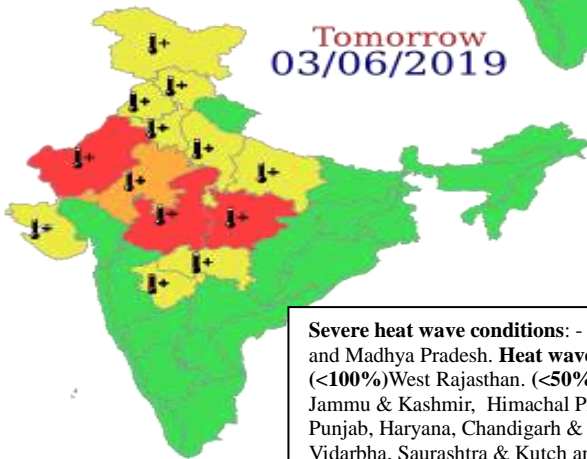 Tomorrow
03/06/2019
Severe heat wave conditions: -
and Madhya Pradesh. Heat wave
(<100%)West Rajasthan. (<50%
Jammu & Kashmir, Himachal P
Punjab, Haryana, Chandigarh &
Vidarbha, Saurashtra & Kutch an